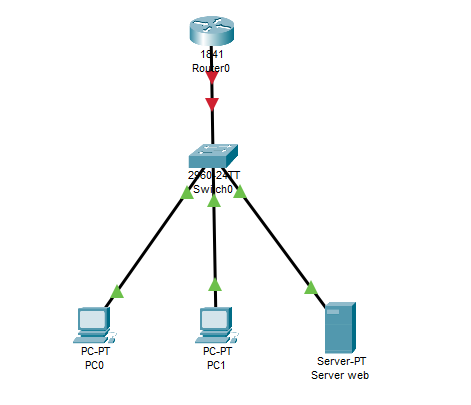 1841
Router0
2960-24TT
Switch0
PC-PT
PC0
PC-PT
PC1
Server-PT
Server web